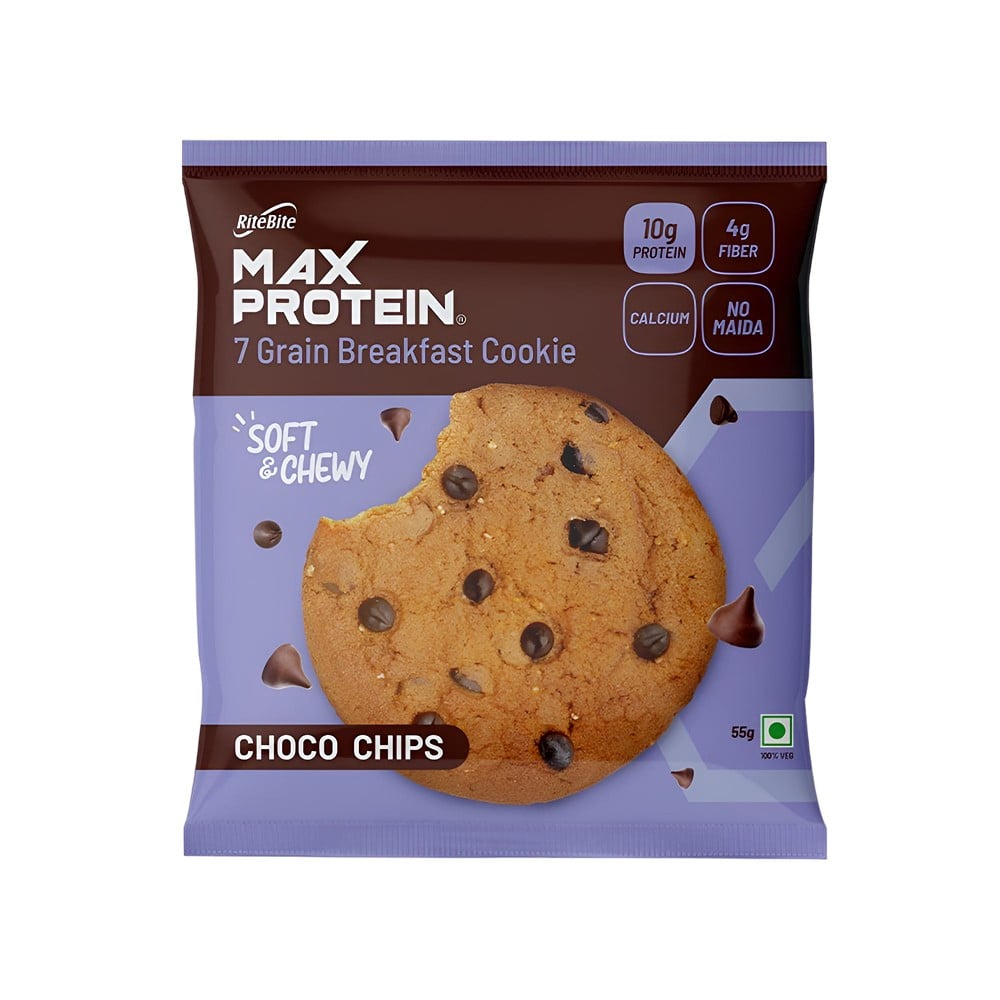 RiteBite
MAX
PROTEIN®
7 Grain Breakfast Cookie
10g
PROTEIN
4g
FIBER
CALCIUM
NO
MAIDA
SOFT
& CHEWY
CHOCO CHIPS
55g
100% VEG